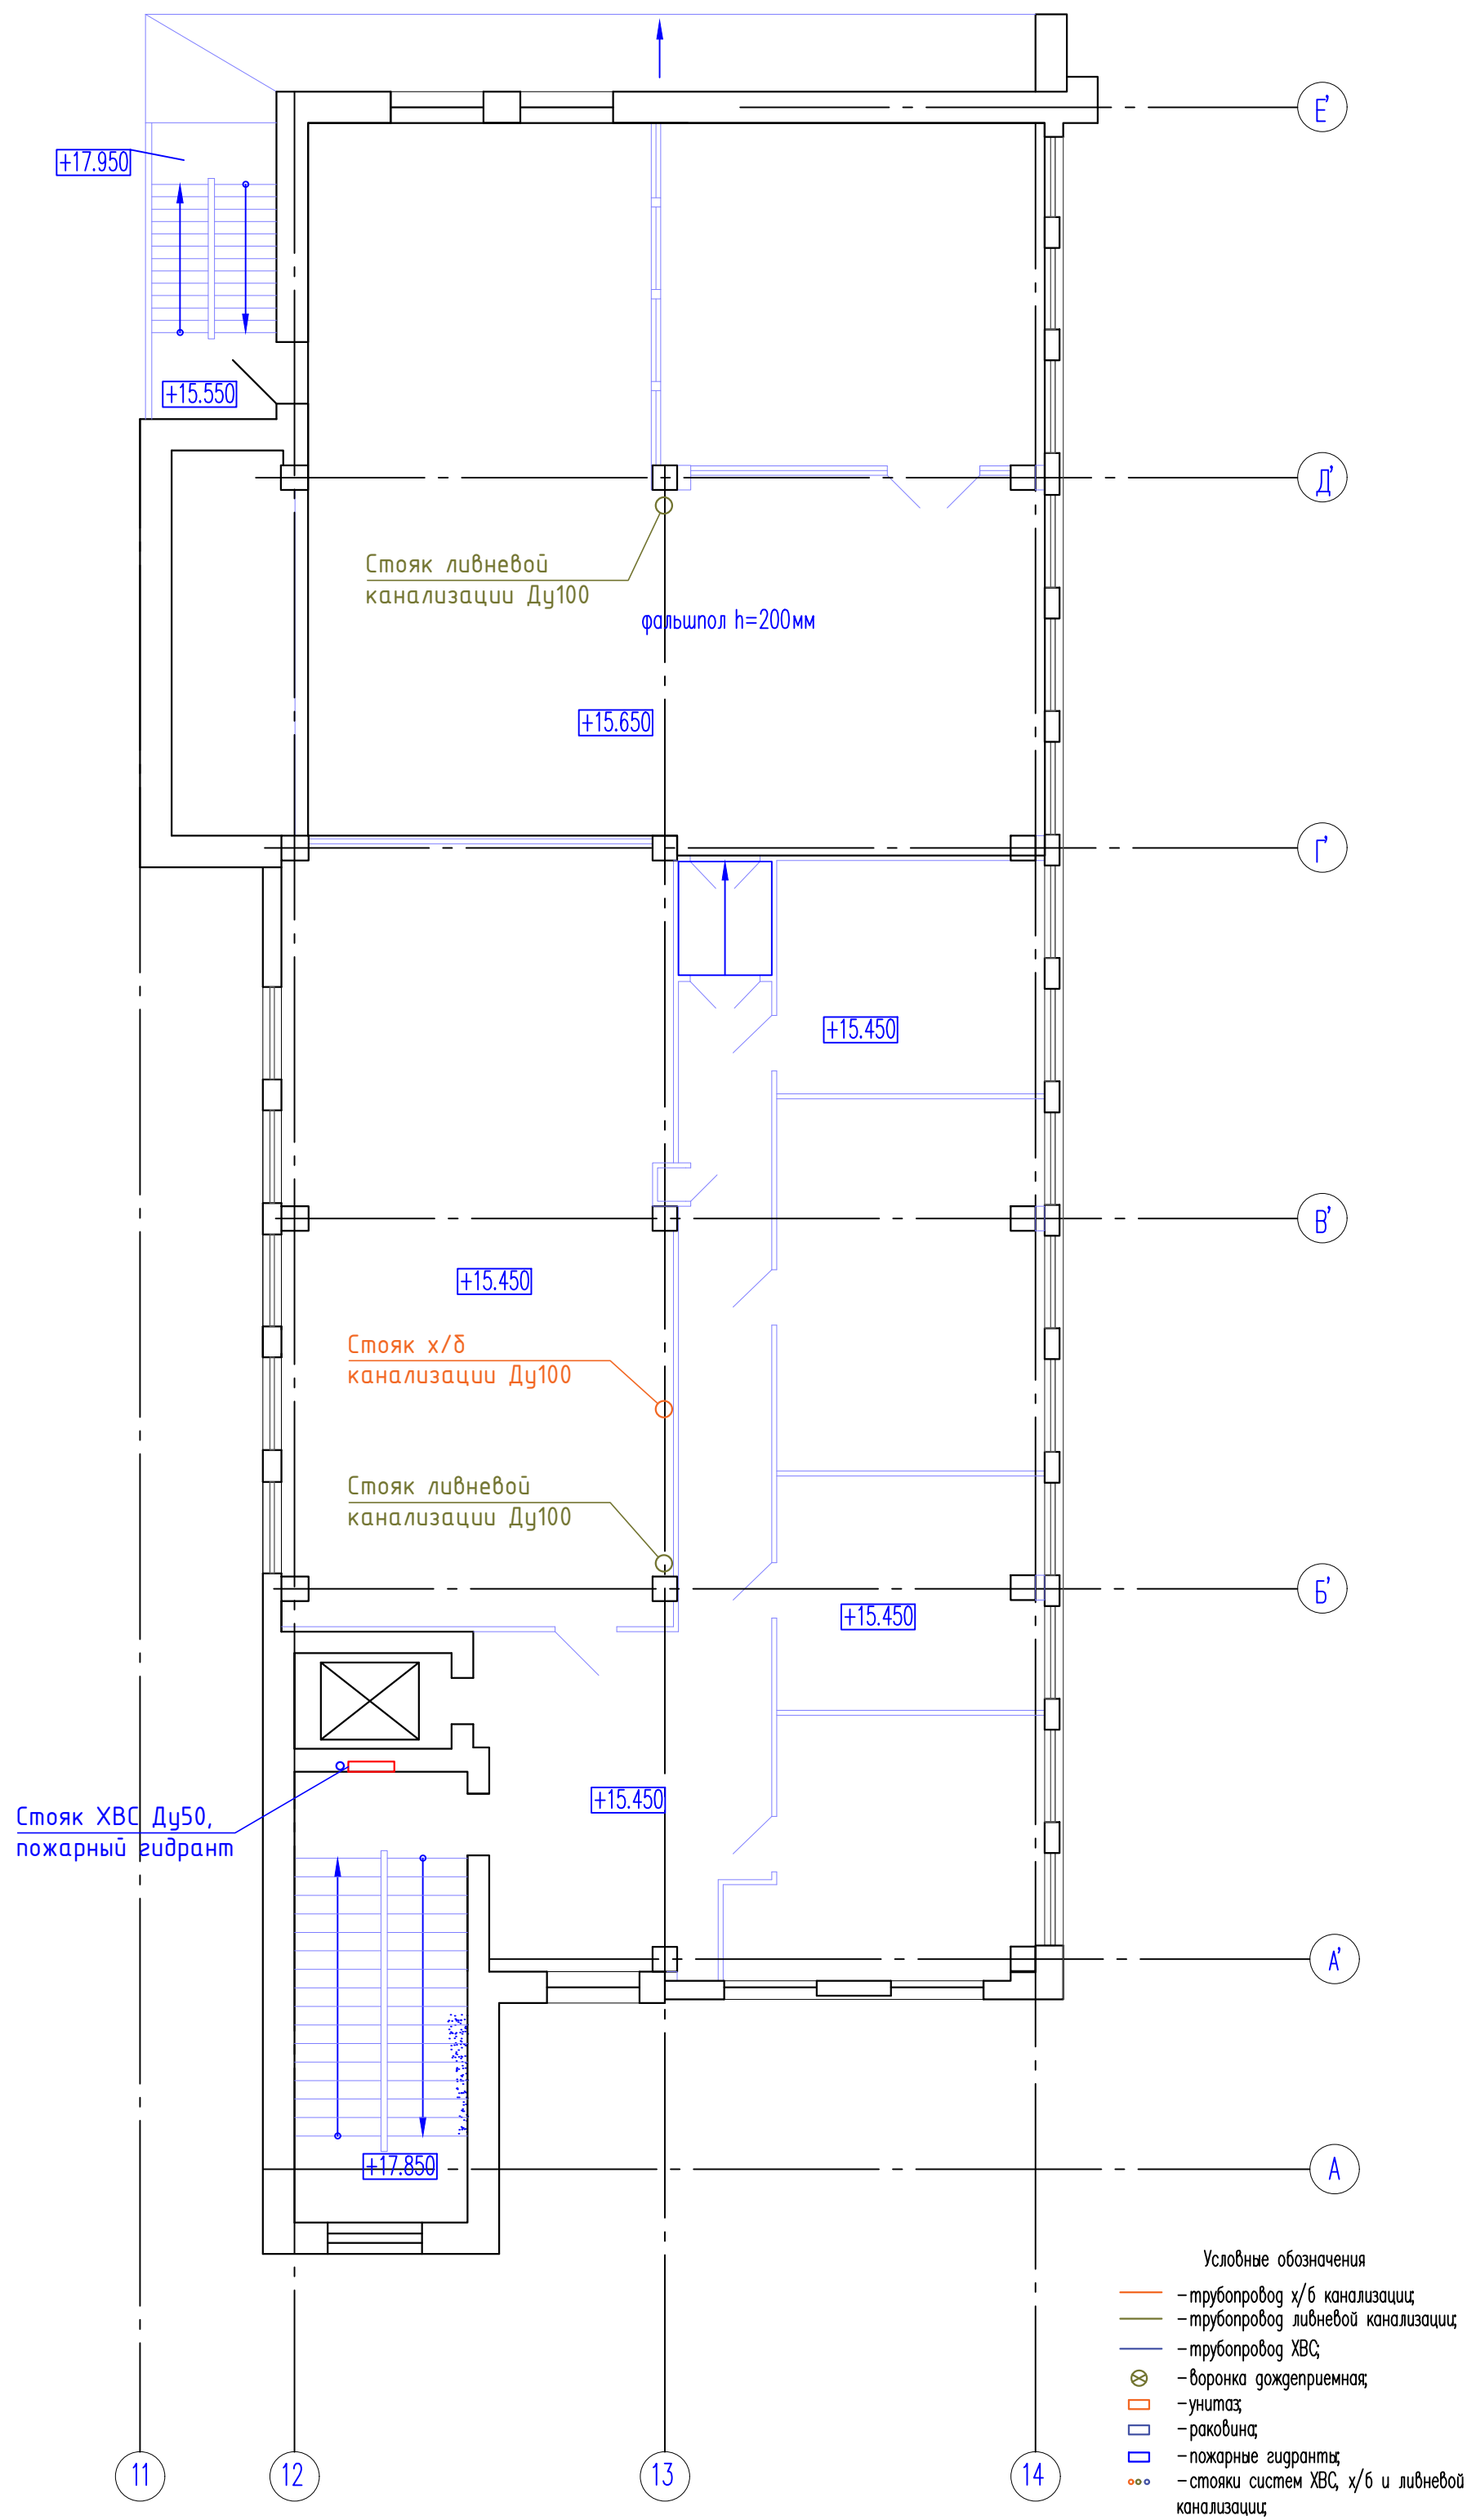 Е'
+17.950
+15.550
Д'
Стояк ливневой
канализации Ду100
фальшпол h=200мм
+15.650
Г'
+15.450
В'
+15.450
Стояк х/б
канализации Ду100
Стояк ливневой
канализации Ду100
Б'
+15.450
+15.450
Стояк ХВС Ду50,
пожарный гидрант
А'
+17.850
А
Условные обозначения
-трубопровод х/б канализации;
-трубопровод ливневой канализации;
-трубопровод ХВС;
-воронка дождеприемная;
-унитаз;
-раковина;
-пожарные гидранты;
-стояки систем ХВС, х/б и ливневой
канализации;
11
12
13
14